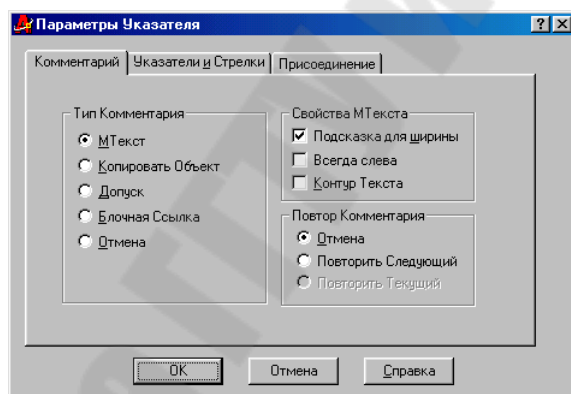 Параметры Указателя
Комментарий Указатели и Стрелки Присоединение
Тип Комментария
МТекст
Копировать Объект
Допуск
Блочная Ссылка
Отмена
Свойства МТекста
Подсказка для ширины
Всегда слева
Контур Текста
Повтор Комментария
Отмена
Повторить Следующий
Повторить Текущий
OK Отмена Справка